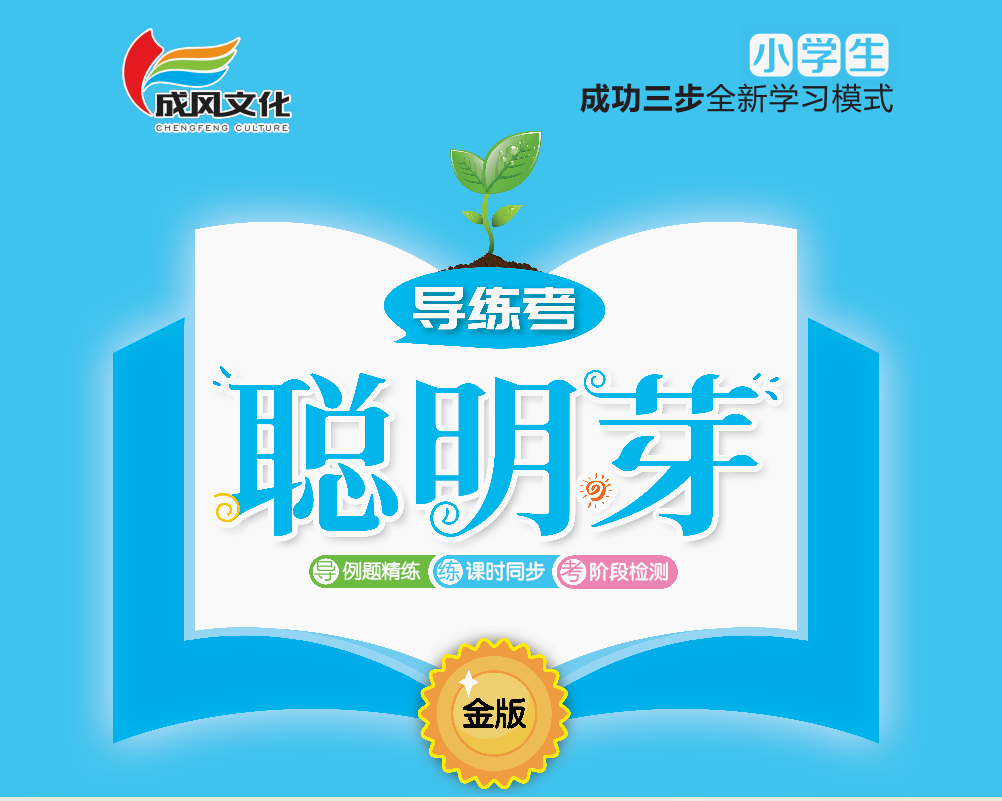 成风文化
CHENGFENG CULTURE
小学生
成功三步全新学习模式
导练考
聪明芽
导 例题精练 练 课时同步 考 阶段检测
金版